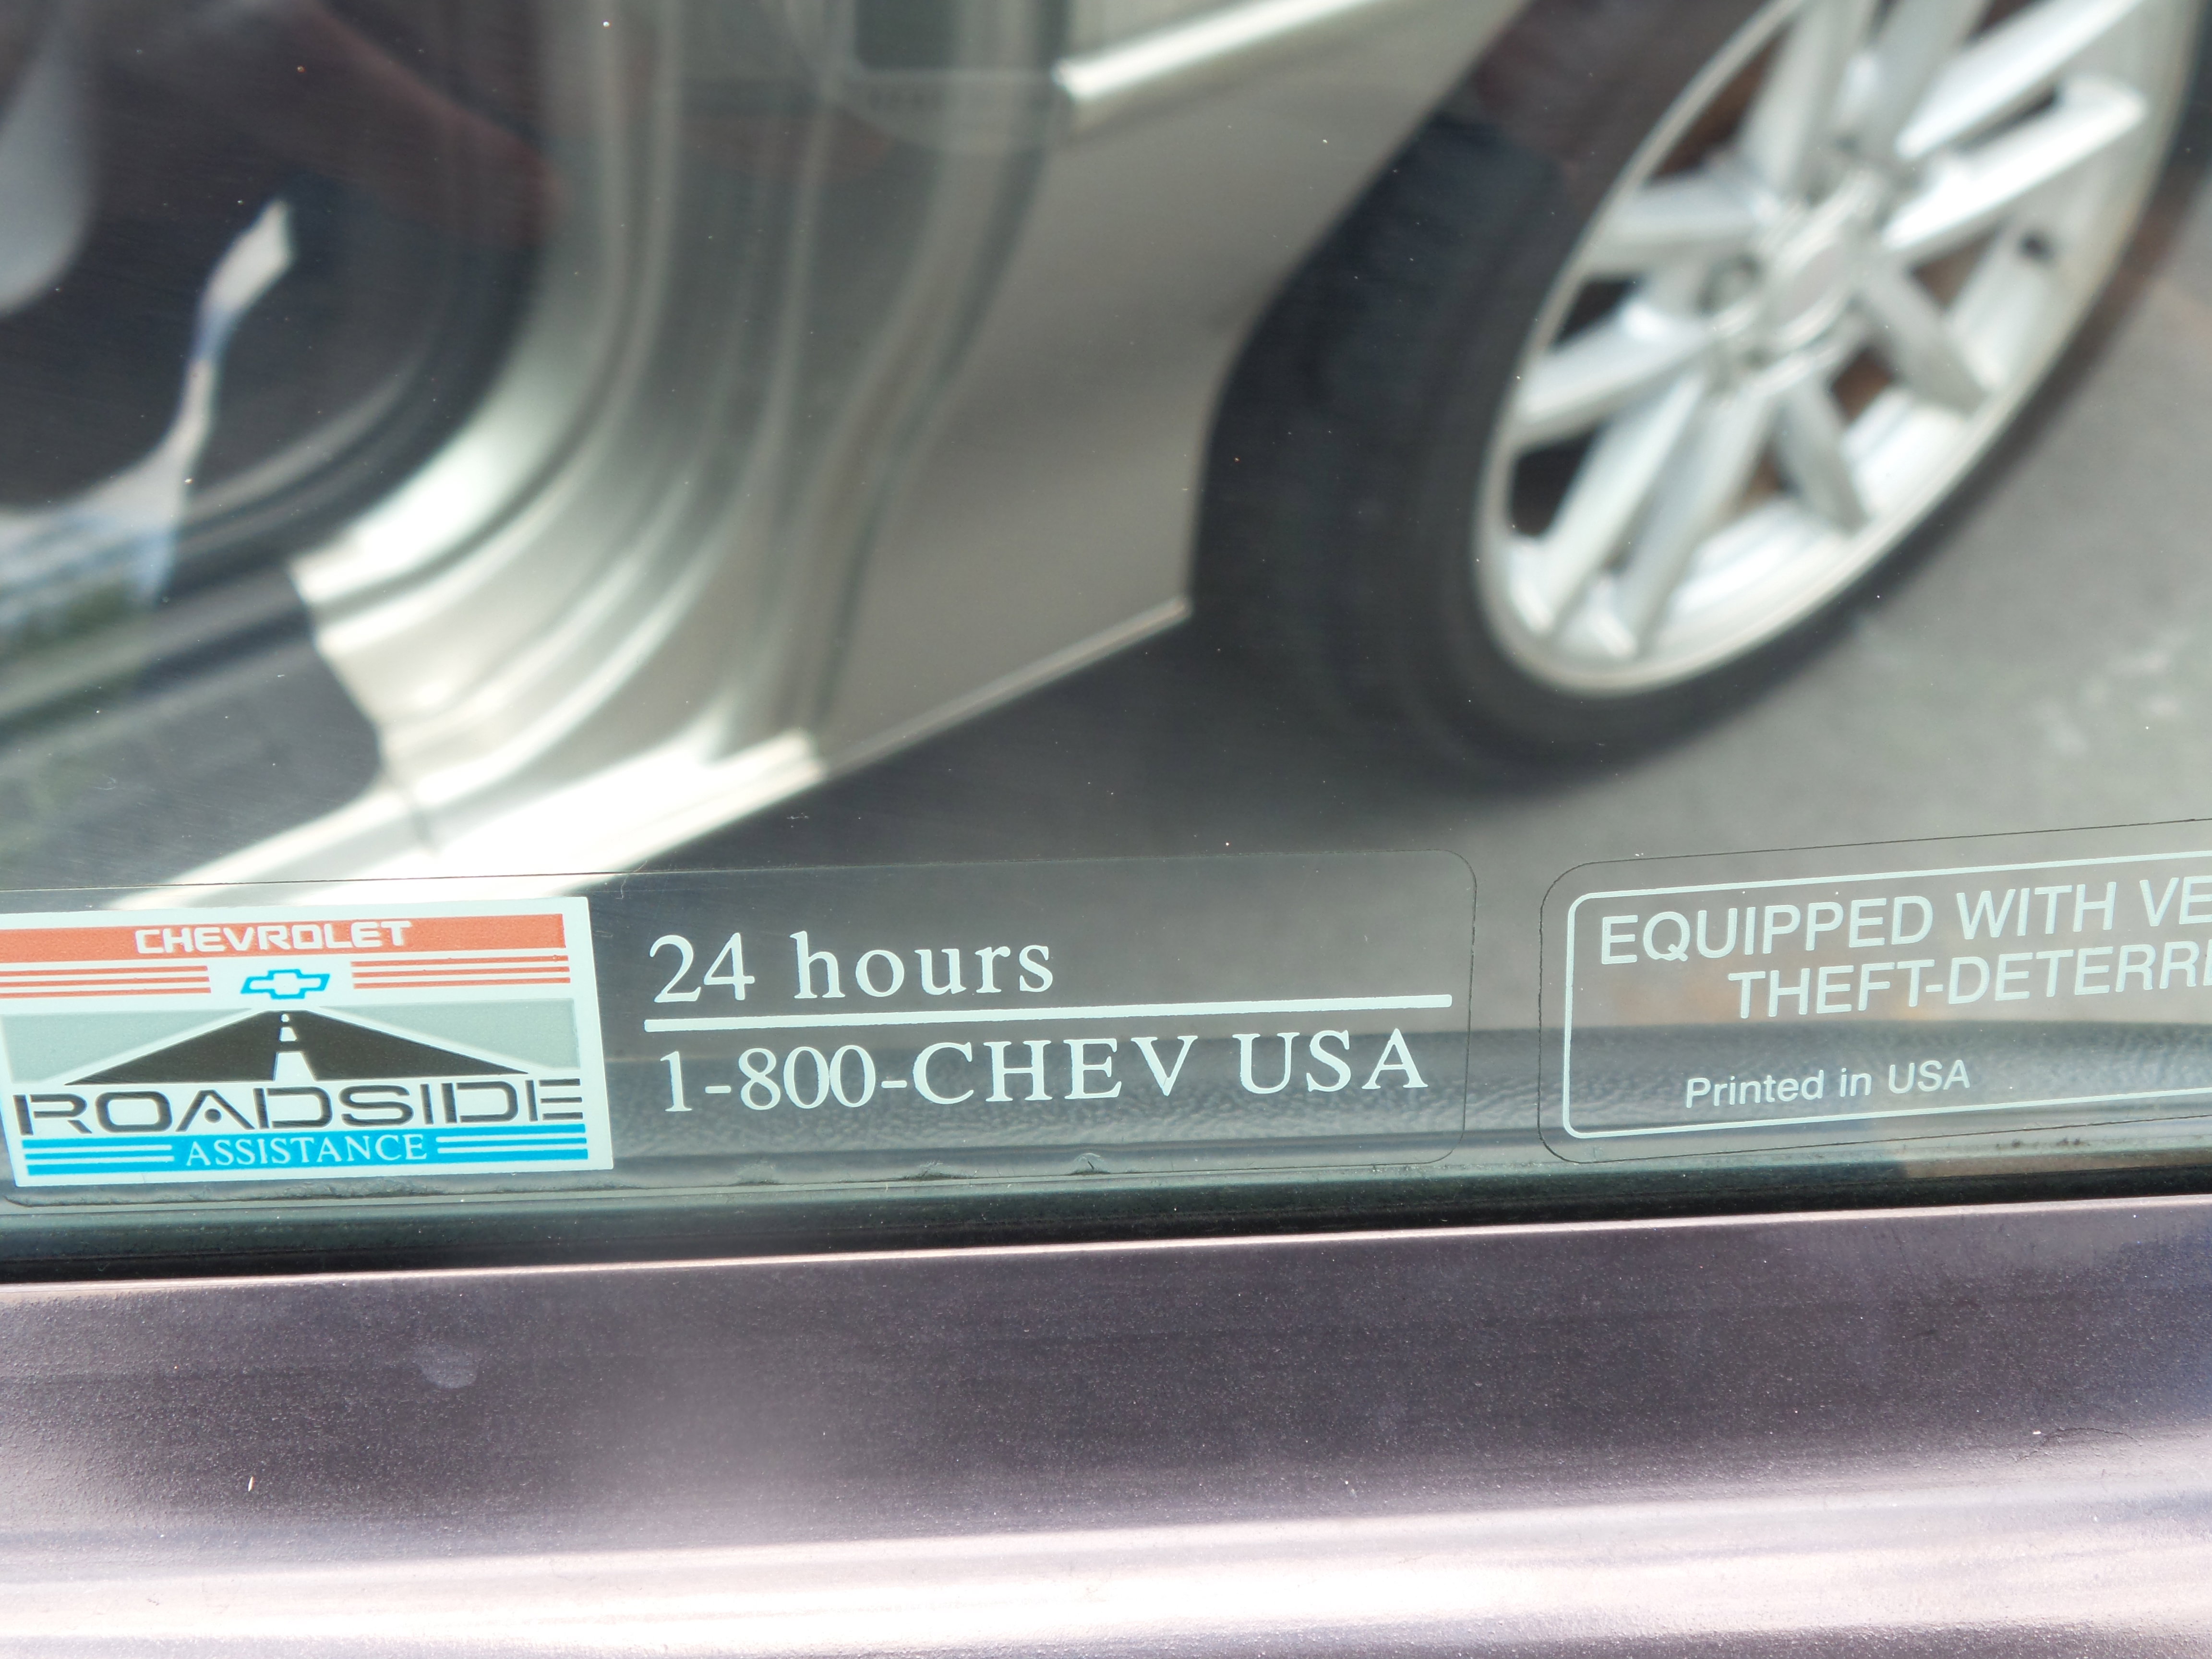 CHEVROLET
ROADSIDE
ASSISTANCE
24 hours
1-800-CHEV USA
EQUIPPED WITH
THEFT-
Printed in USA